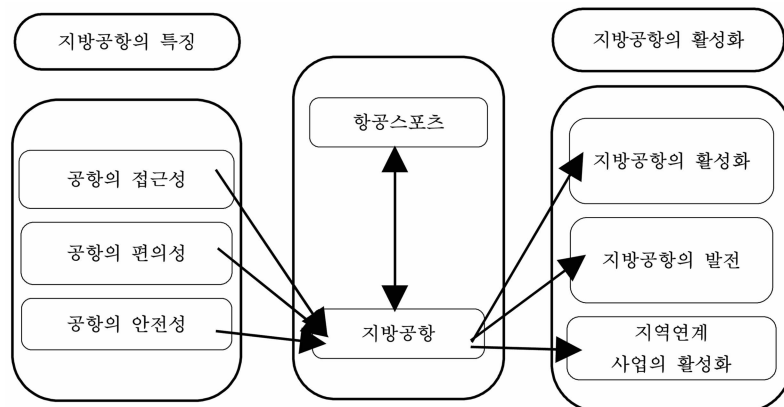 지방공항의 특징
공항의 접근성
공항의 편의성
공항의 안전성
항공스포츠
지방공항
지방공항의 활성화
지방공항의 활성화
지방공항의 발전
지역연계
사업의 활성화